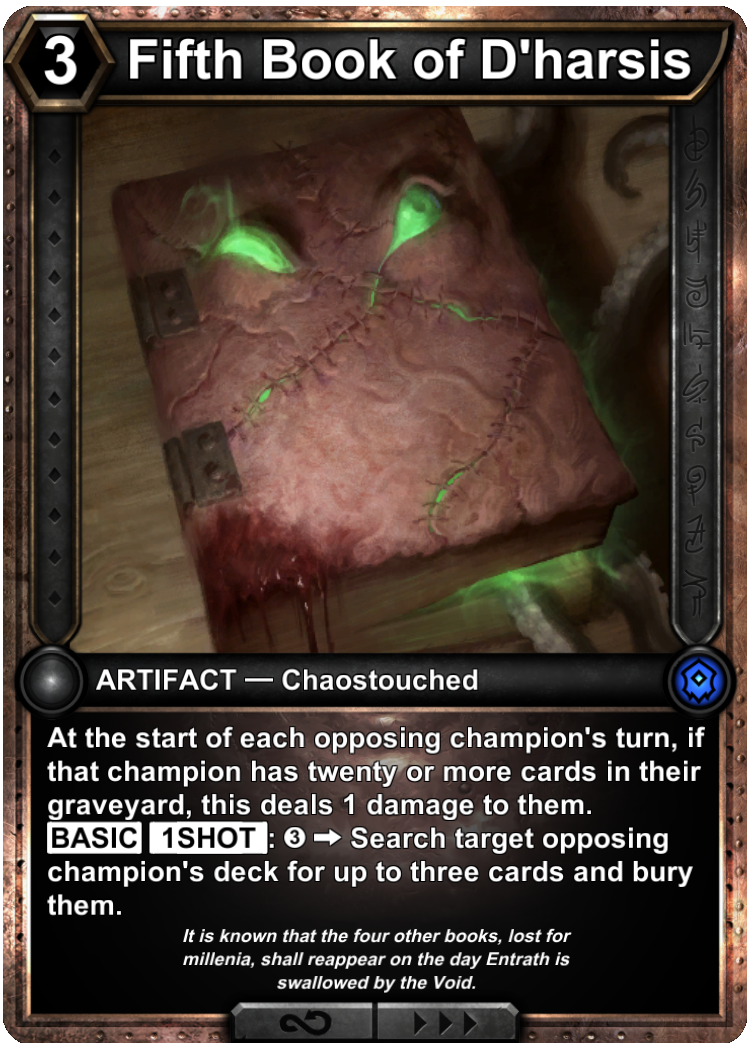 3
Fifth Book of D'harsis
ARTIFACT — Chaostouched
At the start of each opposing champion's turn, if
that champion has twenty or more cards in their
graveyard, this deals 1 damage to them.
BASIC 1SHOT: ❸ ➡ Search target opposing
champion's deck for up to three cards and bury
them.
It is known that the four other books, lost for
millenia, shall reappear on the day Entrath is
swallowed by the Void.